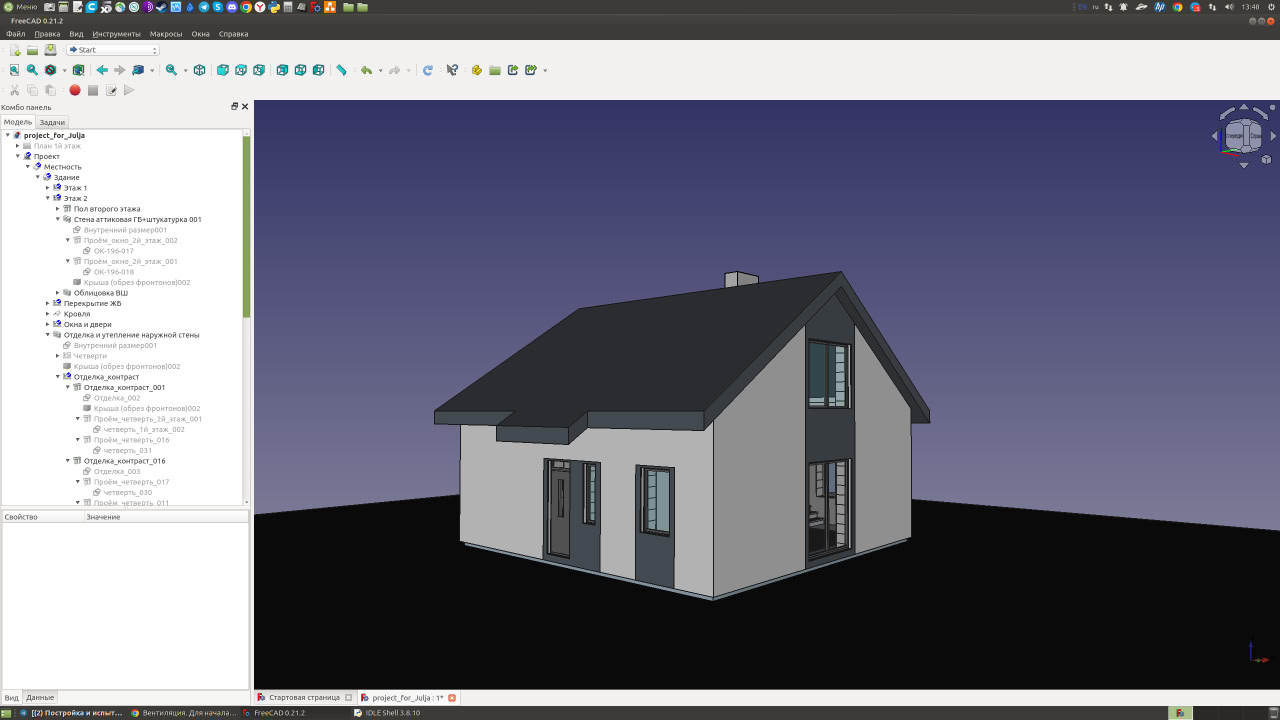 Меню
EN
ru
13:48
FreeCAD 0.21.2
Файл Правка Вид Инструменты Макросы Окна Справка
Start
Комбо панель
Модель Задачи
project_for_Julja
План 1й этаж
Проект
Местность
Здание
Этаж 1
Этаж 2
Пол второго этажа
Стена аттиковая ГБ+штукатурка 001
Внутренний размер001
Проём_окно_2й_этаж_002
ОК-196-017
Проём_окно_2й_этаж_001
ОК-196-018
Крыша (обрез фронтонов)002
Облицовка ВШ
Перекрытие ЖБ
Кровля
Окна и двери
Отделка и утепление наружной стены
Внутренний размер001
Четверти
Крыша (обрез фронтонов)002
Отделка_контраст
Отделка_контраст_001
Отделка_002
Крыша (обрез фронтонов)002
Проём_четверть_2й_этаж_001
четверть_1й_этаж_002
Проём_четверть_016
четверть_031
Отделка_контраст_016
Отделка_003
Проём_четверть_017
четверть_030
Проём_четверть_011
Свойство Значение
Вид Данные
Стартовая страница
project_for_Julja : 1*
[(2) Постройка и испыт...
Вентиляция. Для начала...
FreeCAD 0.21.2
IDLE Shell 3.8.10